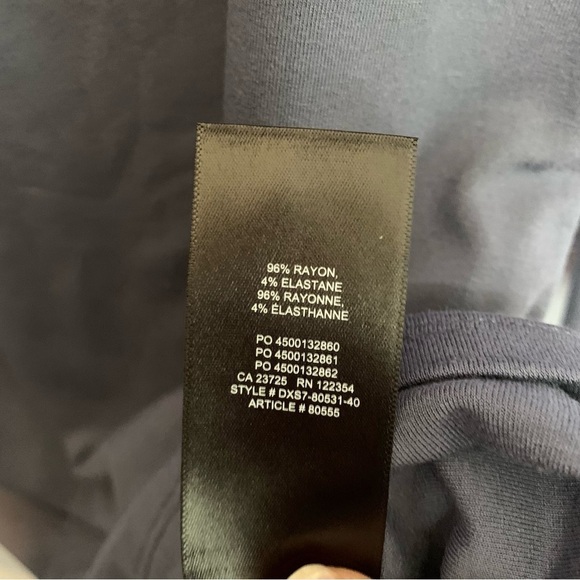 96% RAYON,
4% ELASTANE
96% RAYONNE,
4% ÉLASTHANNE
PO 4500132860
PO 4500132861
PO 4500132862
CA 23725 RN 122354
STYLE # DXS7-80531-40
ARTICLE # 80555